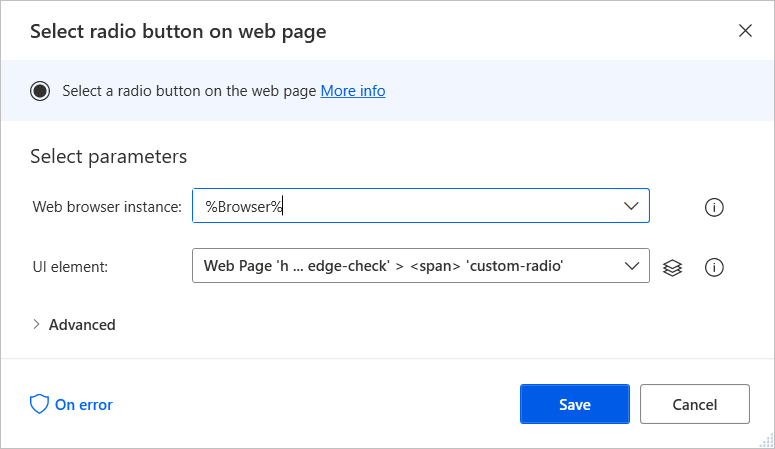 Select radio button on web page
Select a radio button on the web page More info
Select parameters
Web browser instance: %Browser%
UI element: Web Page 'h ... edge-check' > <span> 'custom-radio'
Advanced
On error Save Cancel